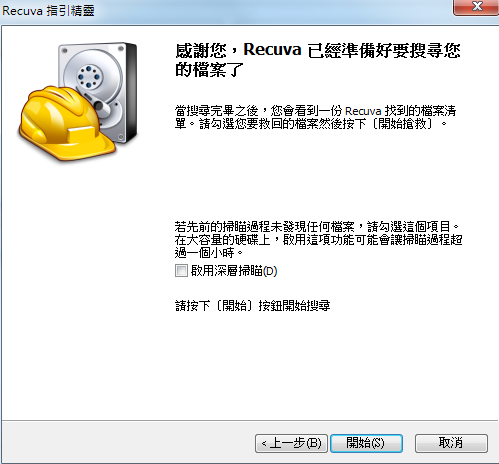 Recuva 指引精靈
感謝您，Recuva 已經準備好要搜尋您
的檔案了
當搜尋完畢之後，您會看到一份 Recuva 找到的檔案清
單。請勾選您要救回的檔案然後按下〔開始搶救〕。
若先前的掃瞄過程未發現任何檔案，請勾選這個項目。
在大容量的硬碟上，啟用這項功能可能會讓掃瞄過程超
過一個小時。
啟用深層掃瞄(D)
請按下〔開始〕按鈕開始搜尋
< 上一步(B)
開始(S)
取消